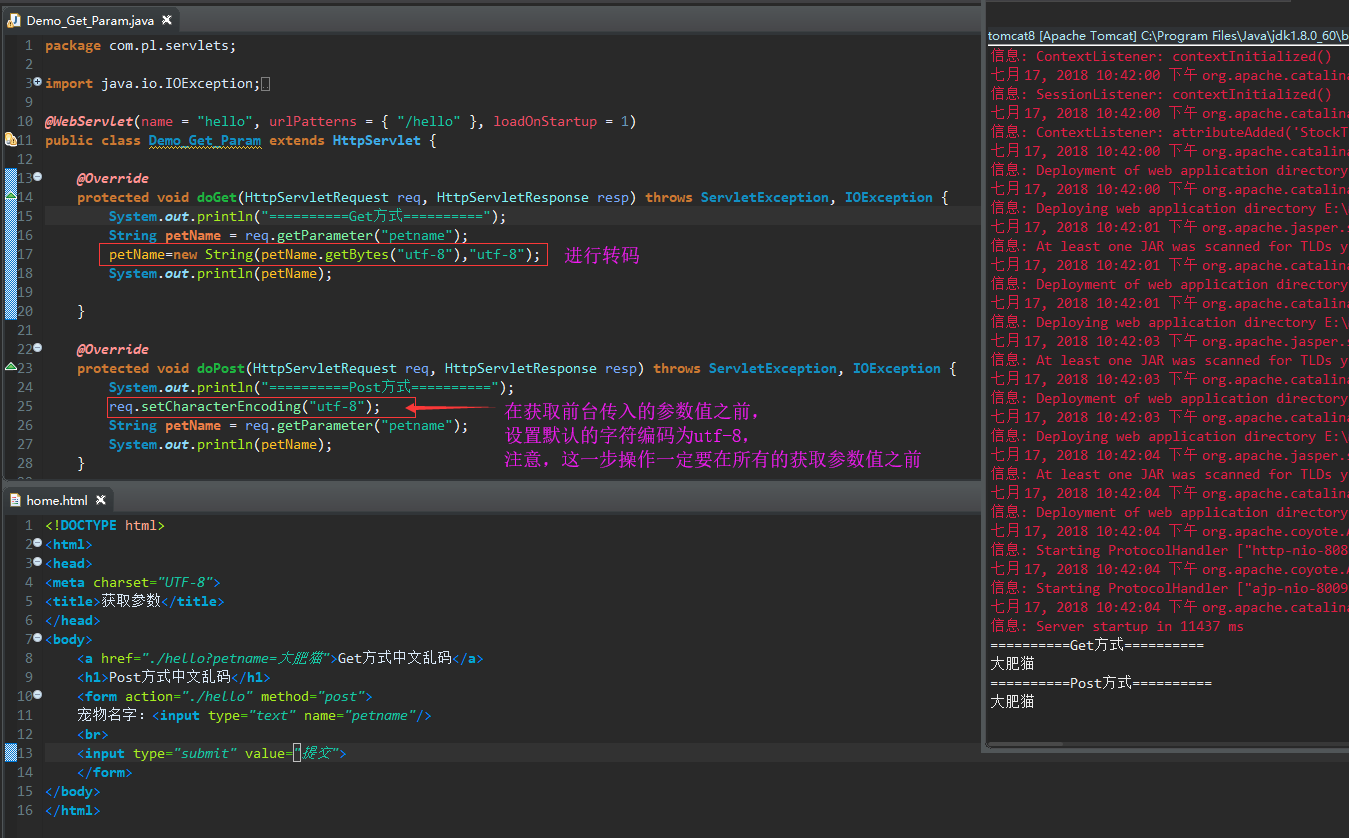 Demo_Get_Param.java
1 package com.pl.servlets;
2
3 import java.io.IOException;
9
10 @WebServlet(name = "hello", urlPatterns = { "/hello" }, loadOnStartup = 1)
11 public class Demo_Get_Param extends HttpServlet {
12
13 @Override
14 protected void doGet(HttpServletRequest req, HttpServletResponse resp) throws ServletException, IOException {
15 System.out.println("==========Get方式==========");
16 String petName = req.getParameter("petname");
17 petName=new String(petName.getBytes("utf-8"),"utf-8"); 进行转码
18 System.out.println(petName);
19
20 }
21
22 @Override
23 protected void doPost(HttpServletRequest req, HttpServletResponse resp) throws ServletException, IOException {
24 System.out.println("==========Post方式==========");
25 req.setCharacterEncoding("utf-8");
26 String petName = req.getParameter("petname");
27 System.out.println(petName);
28 }
在获取前台传入的参数值之前，
设置默认的字符编码为utf-8，
注意，这一步操作一定要在所有的获取参数值之前
home.html
1 <!DOCTYPE html>
2 <html>
3 <head>
4 <meta charset="UTF-8">
5 <title>获取参数</title>
6 </head>
7 <body>
8 <a href="./hello?petname=大肥猫">Get方式中文乱码</a>
9 <h1>Post方式中文乱码</h1>
10 <form action="./hello" method="post">
11 宠物名字：<input type="text" name="petname"/>
12 <br>
13 <input type="submit" value="提交">
14 </form>
15 </body>
16 </html>
tomcat8 [Apache Tomcat] C:\Program Files\Java\jdk1.8.0_60\b
信息: ContextListener: contextInitialized()
七月 17, 2018 10:42:00 下午 org.apache.catalina
信息: SessionListener: contextInitialized()
七月 17, 2018 10:42:00 下午 org.apache.catalina
信息: ContextListener: attributeAdded('StockT
七月 17, 2018 10:42:00 下午 org.apache.catalina
信息: Deployment of web application directory
七月 17, 2018 10:42:00 下午 org.apache.catalina
信息: Deploying web application directory E:\
七月 17, 2018 10:42:01 下午 org.apache.jasper.s
信息: At least one JAR was scanned for TLDs y
七月 17, 2018 10:42:01 下午 org.apache.catalina
信息: Deployment of web application directory
七月 17, 2018 10:42:01 下午 org.apache.catalina
信息: Deploying web application directory E:\
七月 17, 2018 10:42:03 下午 org.apache.jasper.s
信息: At least one JAR was scanned for TLDs y
七月 17, 2018 10:42:03 下午 org.apache.catalina
信息: Deployment of web application directory
七月 17, 2018 10:42:03 下午 org.apache.catalina
信息: Deploying web application directory E:\
七月 17, 2018 10:42:04 下午 org.apache.jasper.s
信息: At least one JAR was scanned for TLDs y
七月 17, 2018 10:42:04 下午 org.apache.catalina
信息: Deployment of web application directory
七月 17, 2018 10:42:04 下午 org.apache.coyote.A
信息: Starting ProtocolHandler ["http-nio-808
七月 17, 2018 10:42:04 下午 org.apache.coyote.A
信息: Starting ProtocolHandler ["ajp-nio-8009
七月 17, 2018 10:42:04 下午 org.apache.catalina
信息: Server startup in 11437 ms
==========Get方式==========
大肥猫
==========Post方式==========
大肥猫